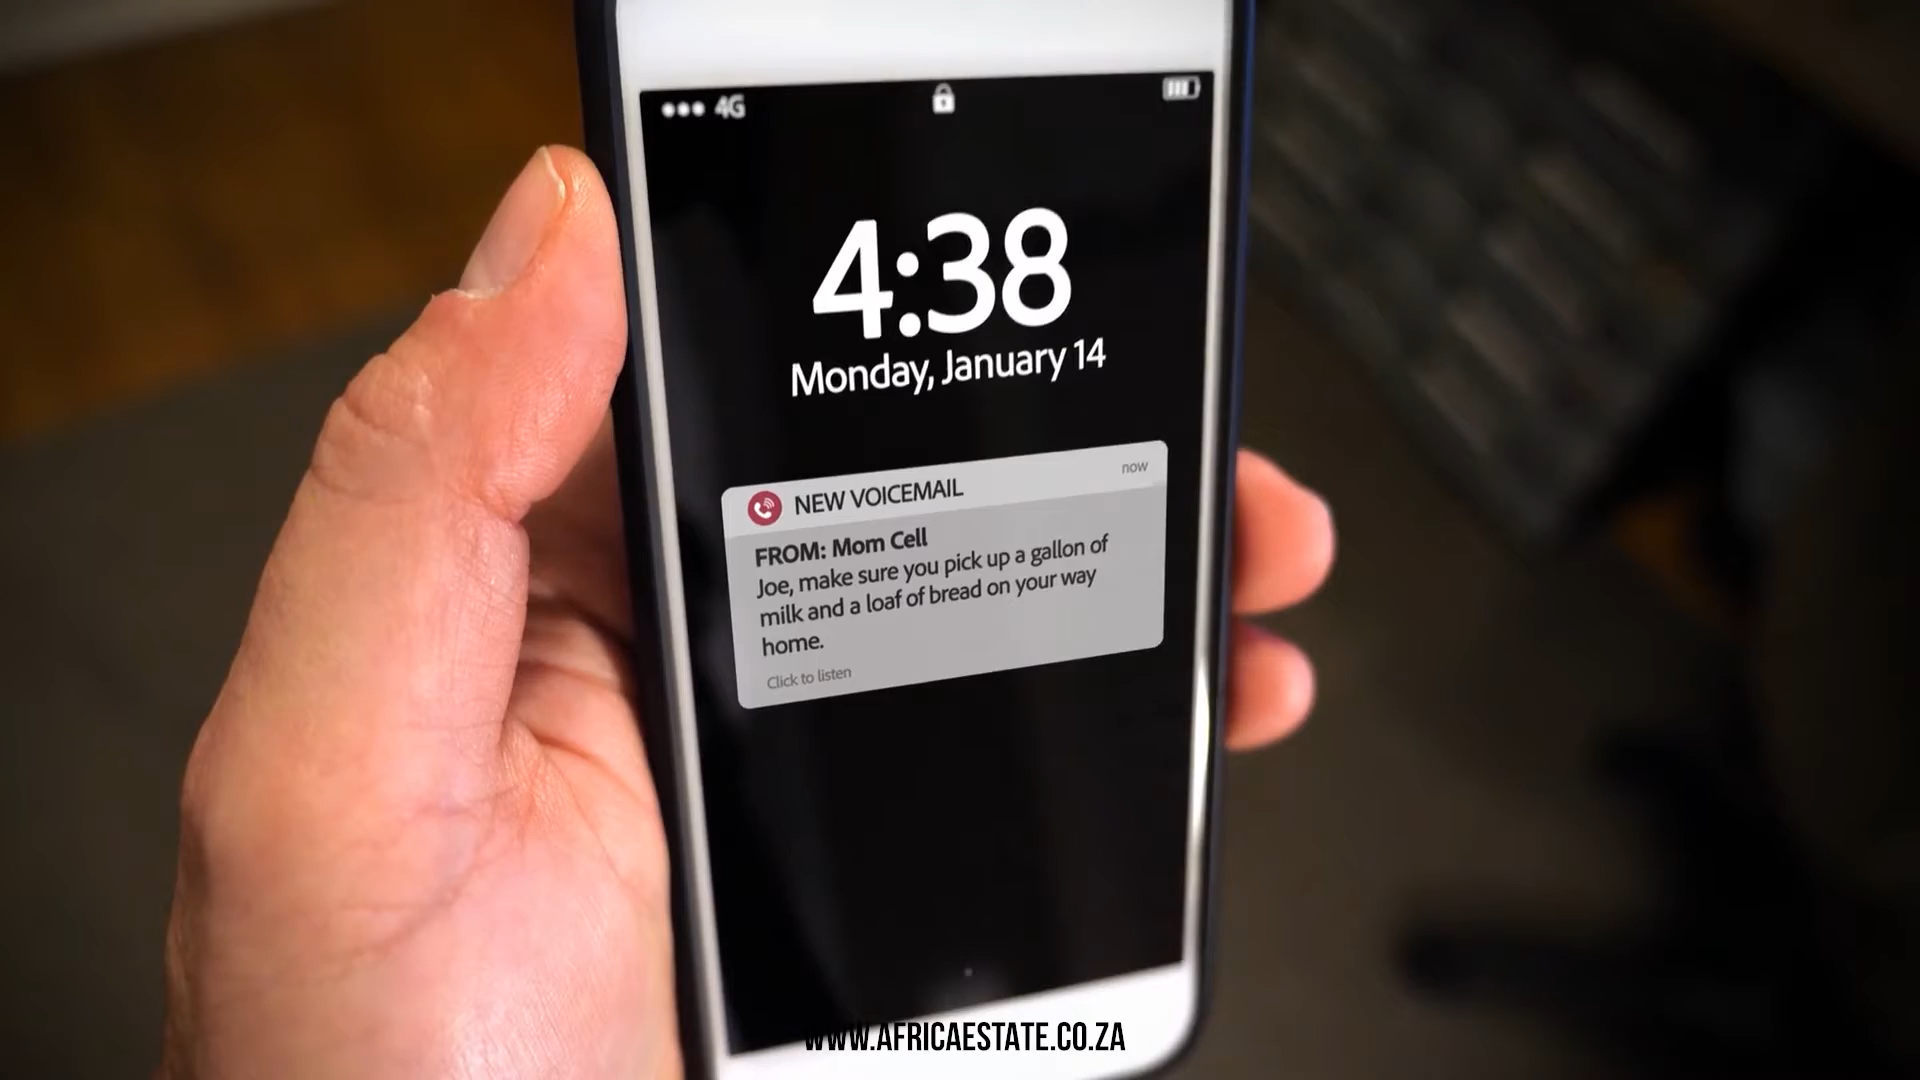 4G
4:38
Monday, January 14
NEW VOICEMAIL
now
FROM: Mom Cell
Joe, make sure you pick up a gallon of
milk and a loaf of bread on your way
home.
Click to listen
WWW.AFRICAESTATE.CO.ZA